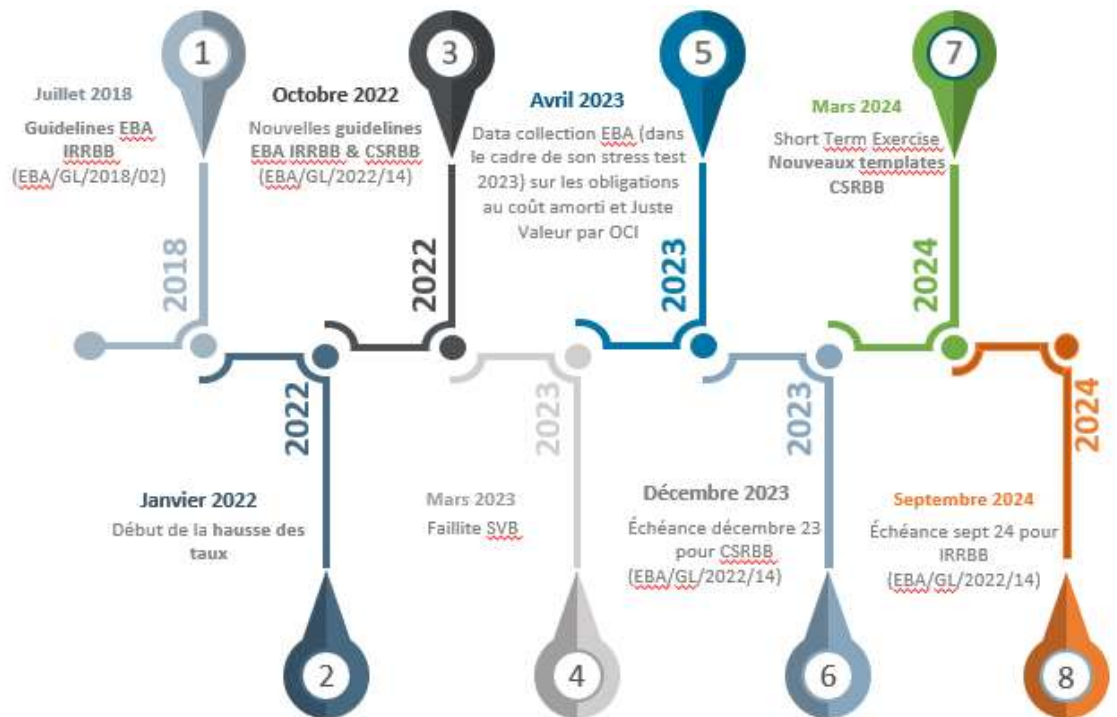 1
Juillet 2018
Guidelines EBA
IRRBB
(EBA/GL/2018/02)
2018
2022
Janvier 2022
Début de la hausse des
taux
2
3
Octobre 2022
Nouvelles guidelines
EBA IRRBB & CSRBB
(EBA/GL/2022/14)
2022
2023
Mars 2023
Faillite SVB
4
5
Avril 2023
Data collection EBA (dans
le cadre de son stress test
2023) sur les obligations
au coût amorti et Juste
Valeur par OCI
2023
2023
Décembre 2023
Échéance décembre 23
pour CSRBB
(EBA/GL/2022/14)
6
7
Mars 2024
Short Term Exercise
Nouveaux templates
CSRBB
2024
2024
Septembre 2024
Échéance sept 24 pour
IRRBB
(EBA/GL/2022/14)
8